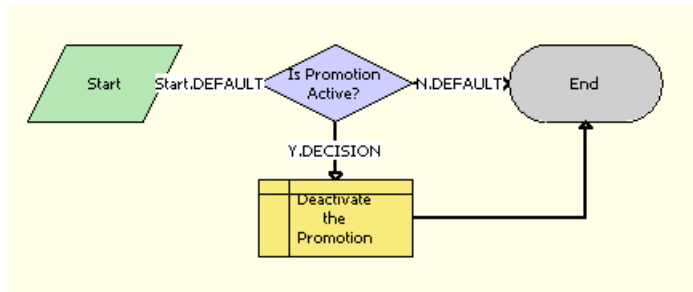 Start
Start.DEFAULT
Is Promotion
Active?
N.DEFAULT
End
Y.DECISION
Deactivate
the
Promotion